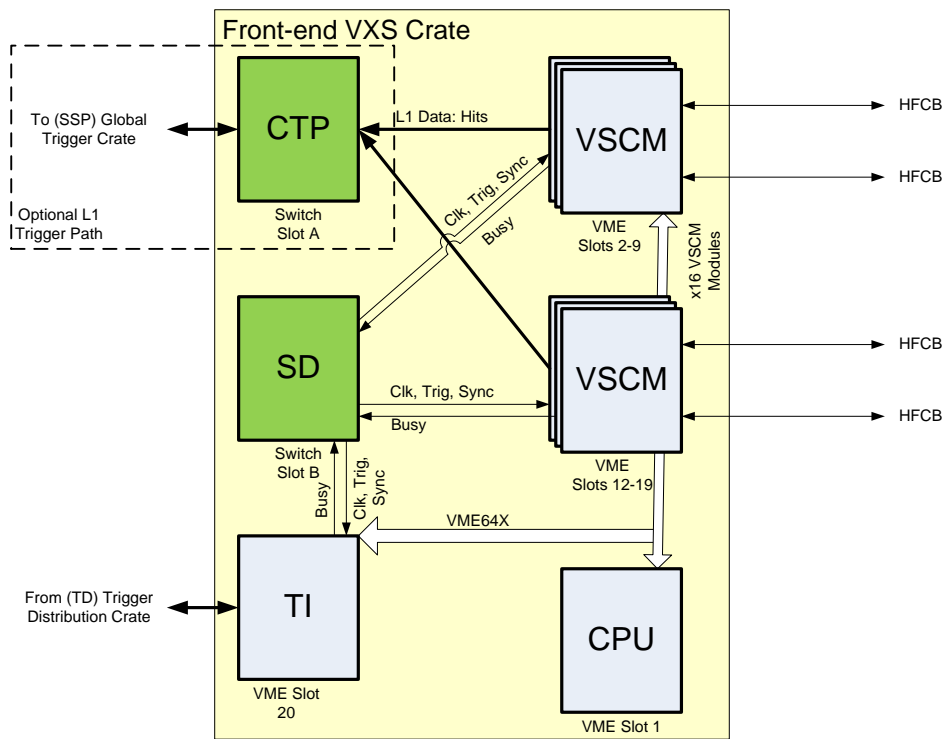 Front-end VXS Crate
To (SSP) Global
Trigger Crate
CTP
Switch
Slot A
Optional L1
Trigger Path
L1 Data: Hits
VSCM
VME
Slots 2-9
HFCB
HFCB
Clk, Trig, Sync
Busy
x16 VSCM
Modules
SD
Switch
Slot B
Clk, Trig, Sync
Busy
VSCM
VME
Slots 12-19
HFCB
HFCB
Busy
Clk, Trig,
Sync
VME64X
From (TD) Trigger
Distribution Crate
TI
VME Slot
20
CPU
VME Slot 1